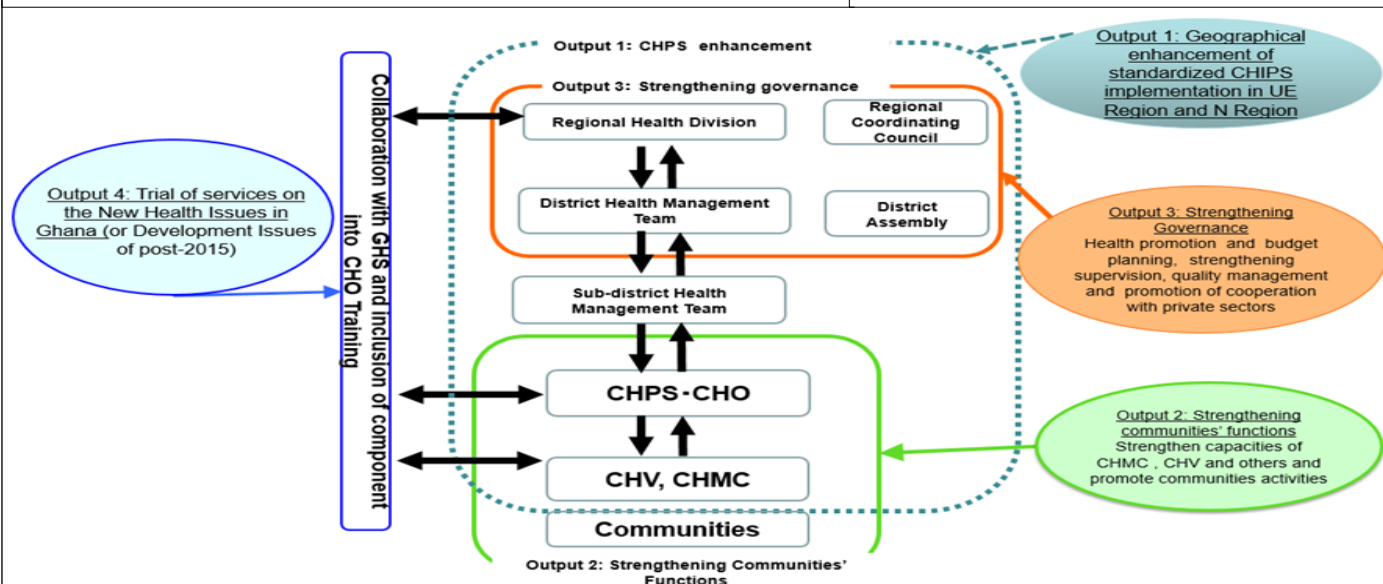 Output 1: CHPS enhancement
Output 3: Strengthening governance
Regional Health Division
Regional
Coordinating
Council
District Health Management
Team
District
Assembly
Sub-district Health
Management Team
CHPS-CHO
CHV, CHMC
Communities
Output 2: Strengthening Communities'
Functions
Collaboration with GHS and inclusion of component
into CHO Training
Output 4: Trial of services on
the New Health Issues in
Ghana (or Development Issues
of post-2015)
Output 1: Geographical
enhancement of
standardized CHIPS
implementation in UE
Region and N Region
Output 3: Strengthening
Governance
Health promotion and budget
planning, strengthening
supervision, quality management
and promotion of cooperation
with private sectors
Output 2: Strengthening
communities' functions
Strengthen capacities of
CHMC , CHV and others and
promote communities activities